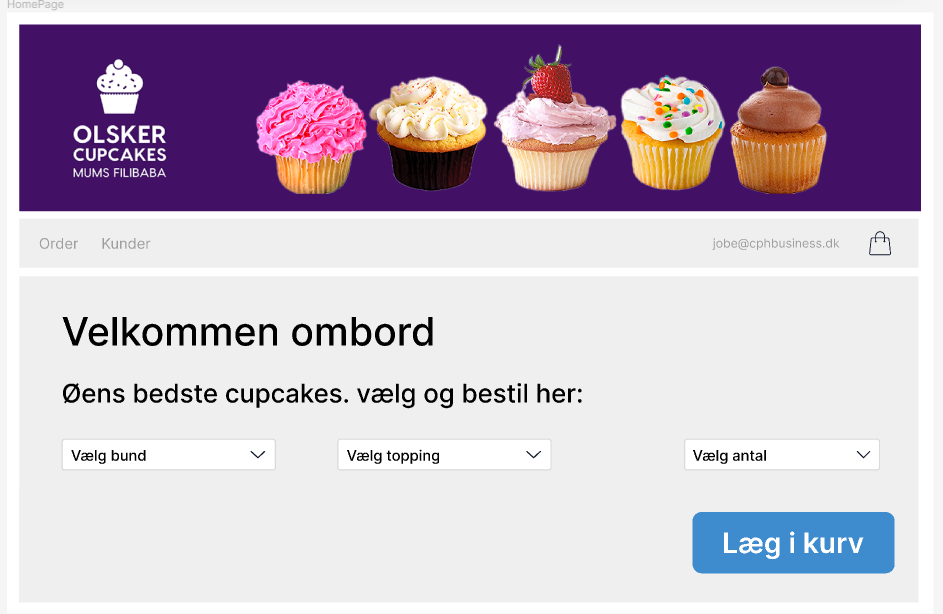 HomePage
OLSKER
CUPCAKES
MUMS FILIBABA
Order Kunder jobe@cphbusiness.dk
Velkommen ombord
Øens bedste cupcakes. vælg og bestil her:
Vælg bund Vælg topping Vælg antal
Læg i kurv